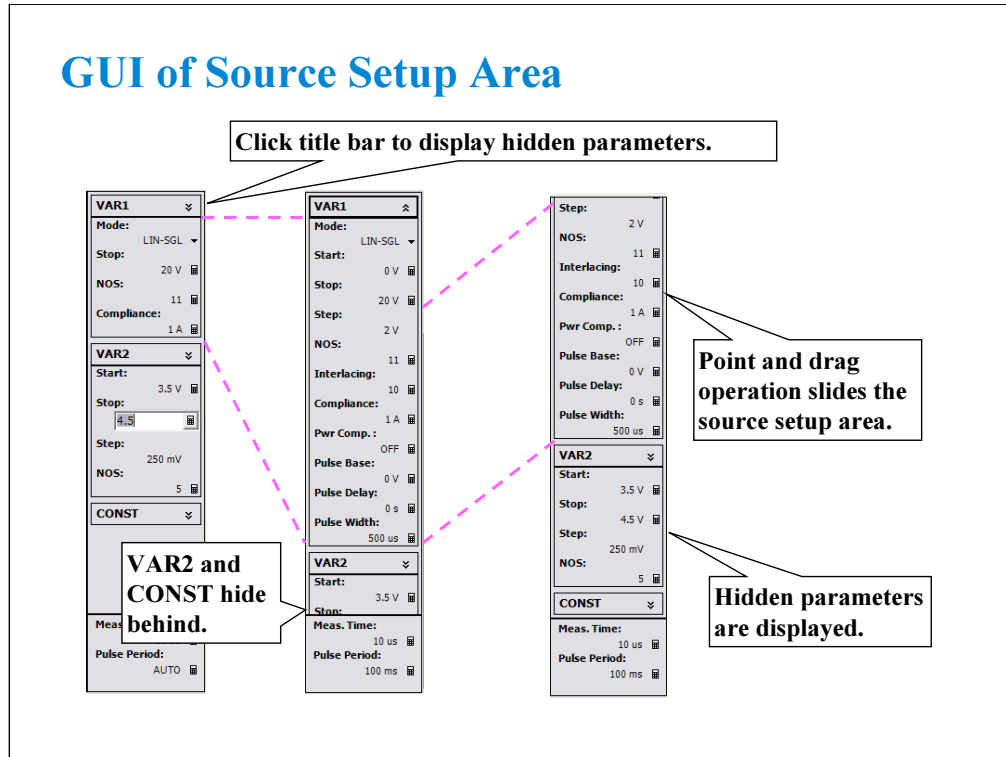 GUI of Source Setup Area
Click title bar to display hidden parameters.
VAR1
Mode:
LIN-SGL
Stop:
20 V
NOS:
11
Compliance:
1 A
VAR2
Start:
3.5 V
Stop:
4.5
Step:
250 mV
NOS:
5
CONST
Meas.
Pulse Period:
AUTO
VAR2 and
CONST hide
behind.
VAR1
Mode:
LIN-SGL
Start:
0 V
Stop:
20 V
Step:
2 V
NOS:
11
Interlacing:
10
Compliance:
1 A
Pwr Comp. :
OFF
Pulse Base:
0 V
Pulse Delay:
0 s
Pulse Width:
500 us
VAR2
Start:
3.5 V
Stop:
Meas. Time:
10 us
Pulse Period:
100 ms
Step:
2 V
NOS:
11
Interlacing:
10
Compliance:
1 A
Pwr Comp. :
OFF
Pulse Base:
0 V
Pulse Delay:
0 s
Pulse Width:
500 us
VAR2
Start:
3.5 V
Stop:
4.5 V
Step:
250 mV
NOS:
5
CONST
Meas. Time:
10 us
Pulse Period:
100 ms
Point and drag
operation slides the
source setup area.
Hidden parameters
are displayed.